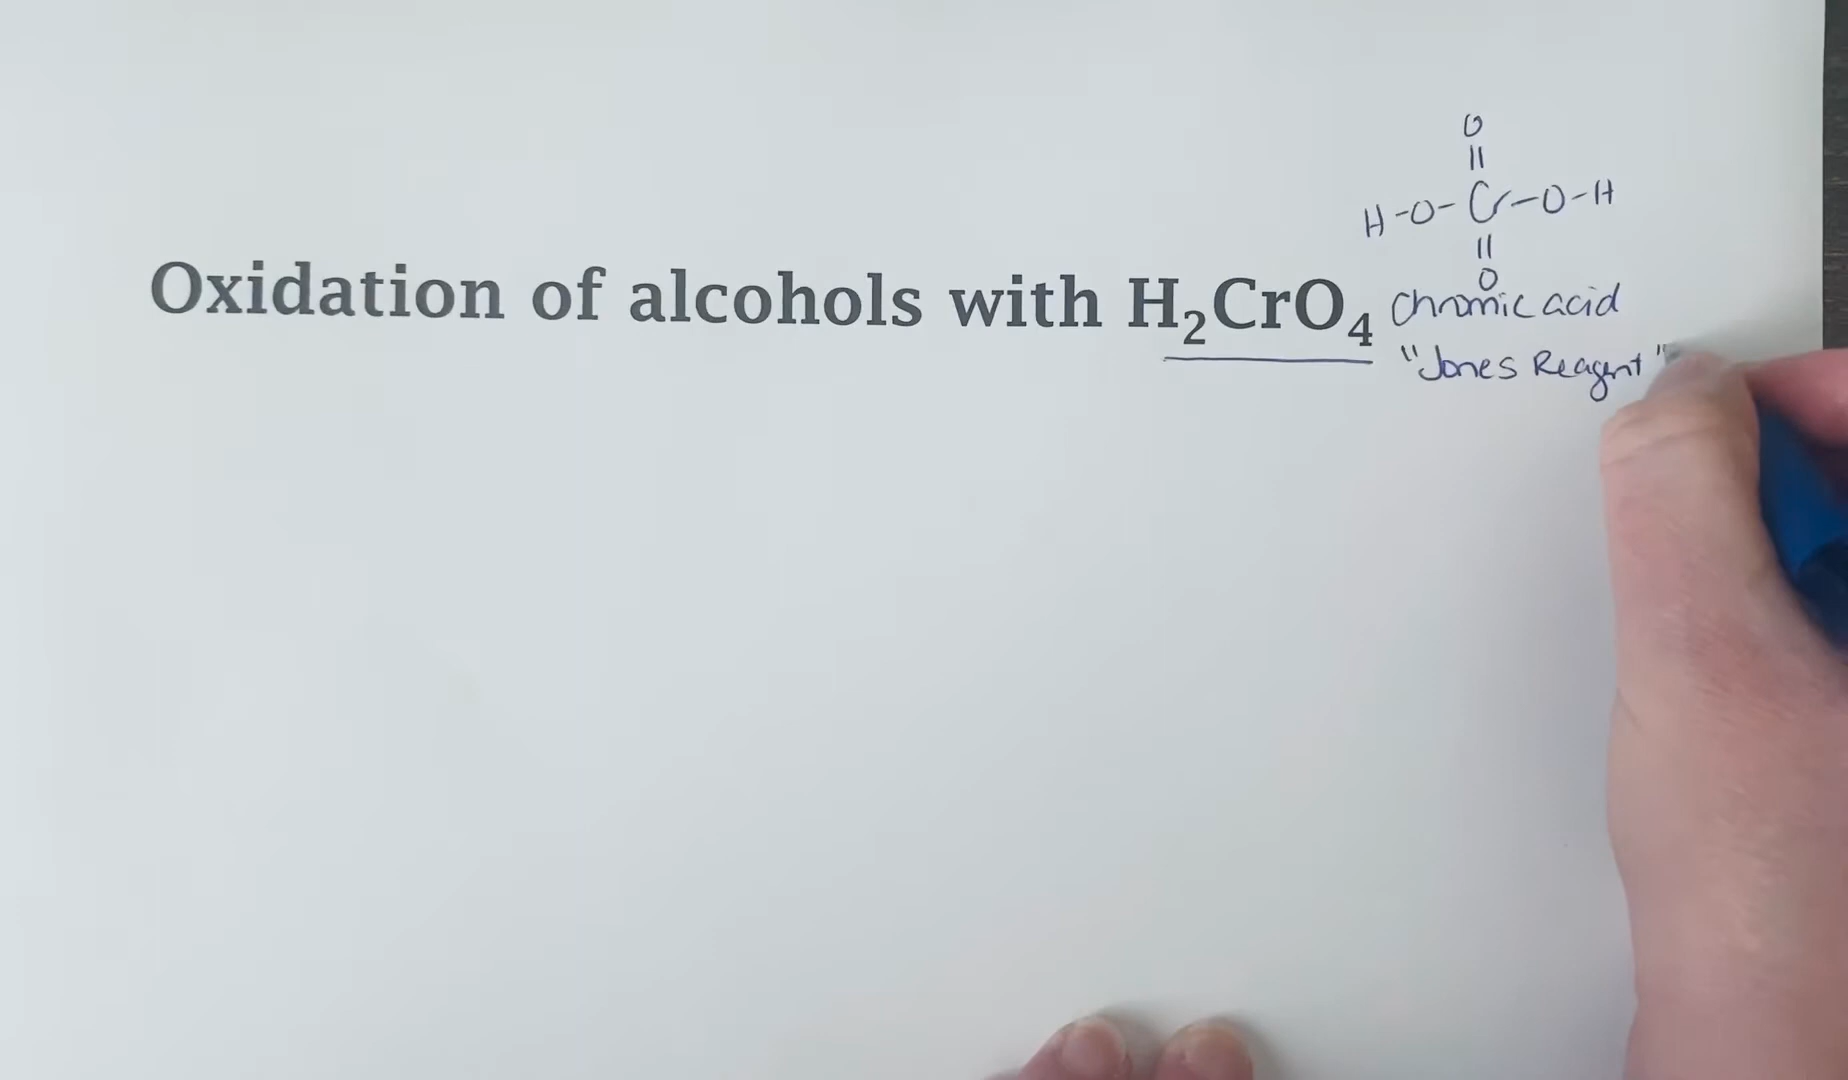 O
||
H-O-Cr-O-H
||
O
Oxidation of alcohols with H₂CrO₄ Chromic acid
"Jones Reagent"